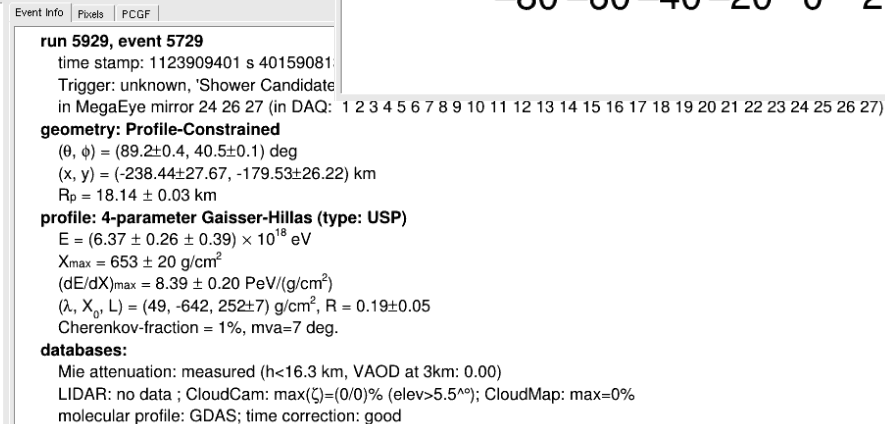 Event Info Pixels PCGF
run 5929, event 5729
time stamp: 1123909401 s 40159081
Trigger: unknown, 'Shower Candidate
in MegaEye mirror 24 26 27 (in DAQ: 1 2 3 4 5 6 7 8 9 10 11 12 13 14 15 16 17 18 19 20 21 22 23 24 25 26 27)
geometry: Profile-Constrained
(θ, ϕ) = (89.2±0.4, 40.5±0.1) deg
(x, y) = (-238.44±27.67, -179.53±26.22) km
Rp = 18.14 ± 0.03 km
profile: 4-parameter Gaisser-Hillas (type: USP)
E = (6.37 ± 0.26 ± 0.39) × 10¹⁸ eV
Xmax = 653 ± 20 g/cm²
(dE/dX)max = 8.39 ± 0.20 PeV/(g/cm²)
(λ, X₀, L) = (49, -642, 252±7) g/cm², R = 0.19±0.05
Cherenkov-fraction = 1%, mva=7 deg.
databases:
Mie attenuation: measured (h<16.3 km, VAOD at 3km: 0.00)
LIDAR: no data ; CloudCam: max(ζ)=(0/0)% (elev>5.5^º); CloudMap: max=0%
molecular profile: GDAS; time correction: good